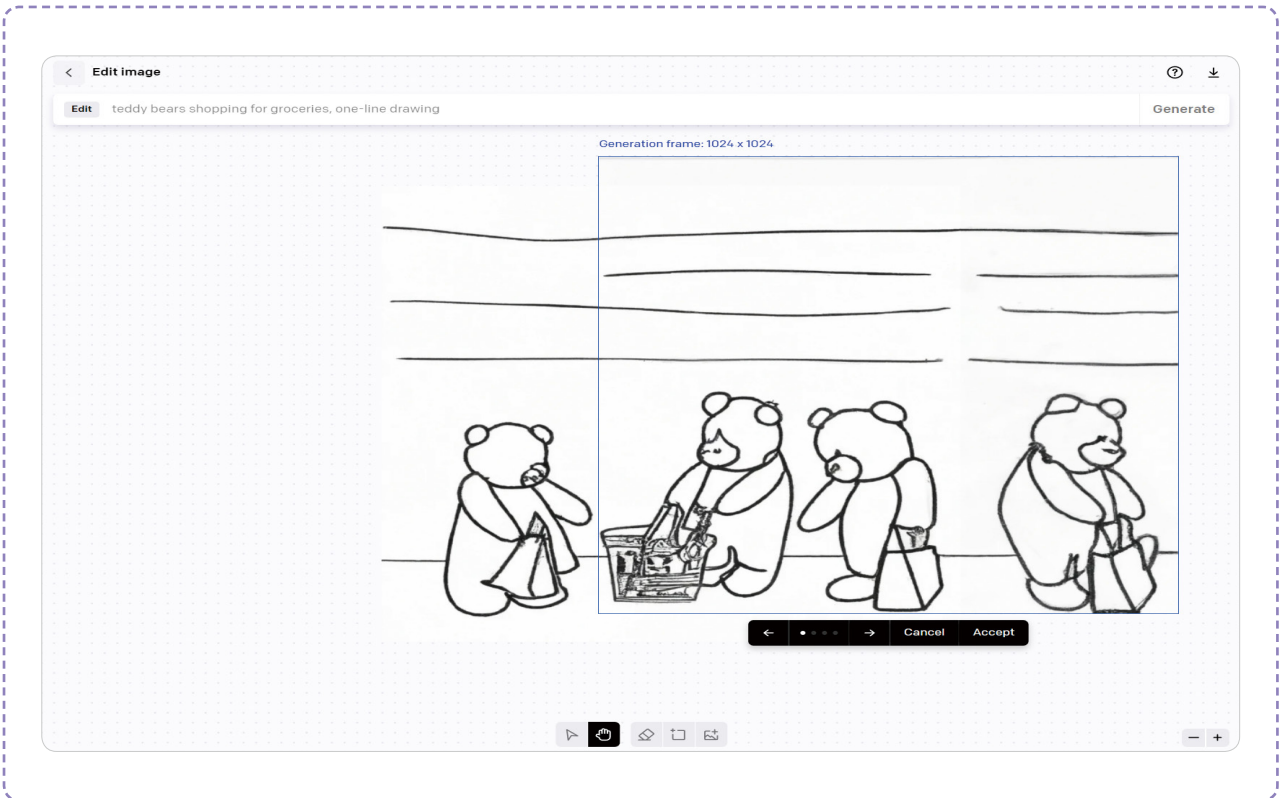 Edit image
Edit teddy bears shopping for groceries, one-line drawing Generate
Generation frame: 1024 x 1024
Cancel Accept